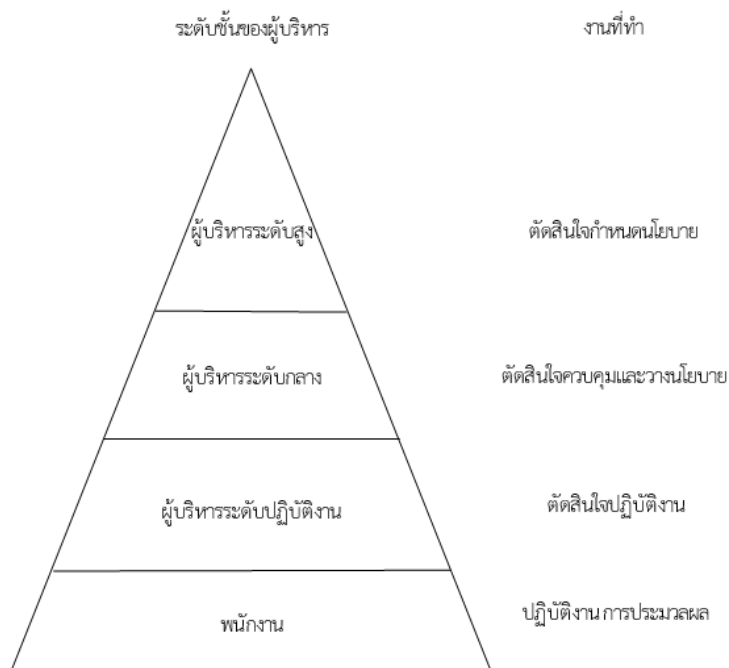 ระดับชั้นของผู้บริหาร งานที่ทำ
ผู้บริหารระดับสูง ตัดสินใจกำหนดนโยบาย
ผู้บริหารระดับกลาง ตัดสินใจควบคุมและวางนโยบาย
ผู้บริหารระดับปฏิบัติงาน ตัดสินใจปฏิบัติงาน
พนักงาน ปฏิบัติงาน การประมวลผล